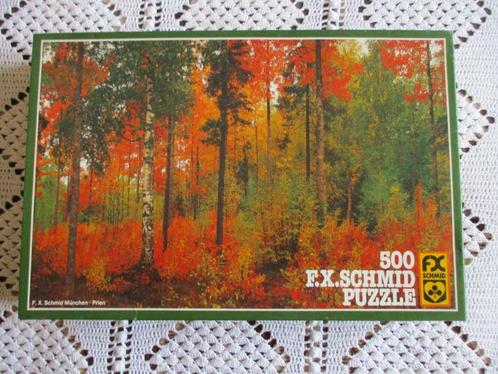 500
F.X.SCHMID
PUZZLE
FX
SCHMID
F. X. Schmid München · Prien